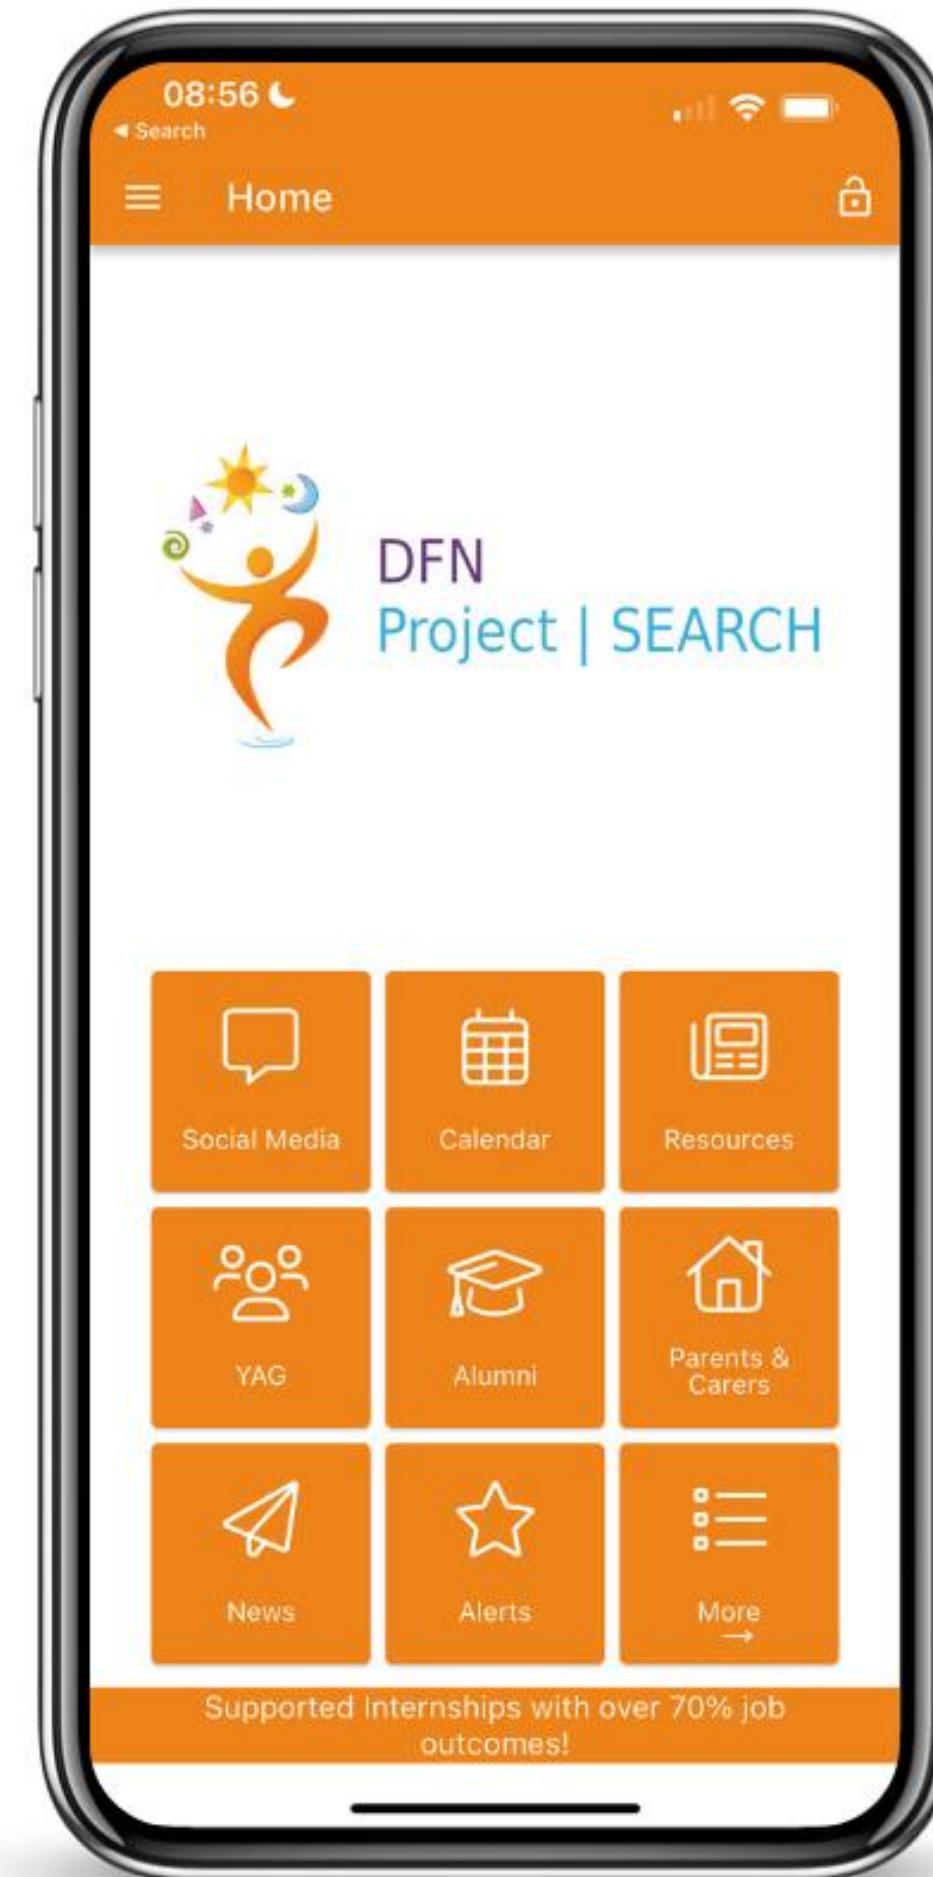 08:56
Search
Home
DFN
Project | SEARCH
Social Media
Calendar
Resources
YAG
Alumni
Parents &
Carers
News
Alerts
More
Supported Internships with over 70% job
outcomes!